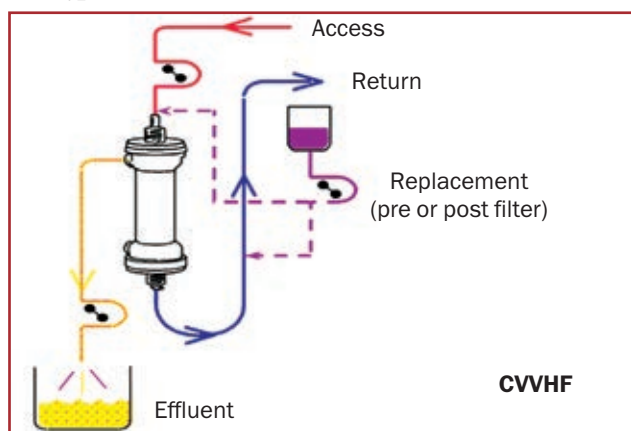 Access
Return
Replacement
(pre or post filter)
CVVHF
Effluent